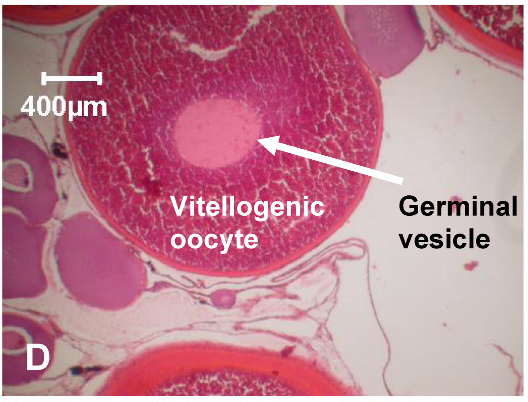 400µm
Vitellogenic
oocyte
Germinal
vesicle
D